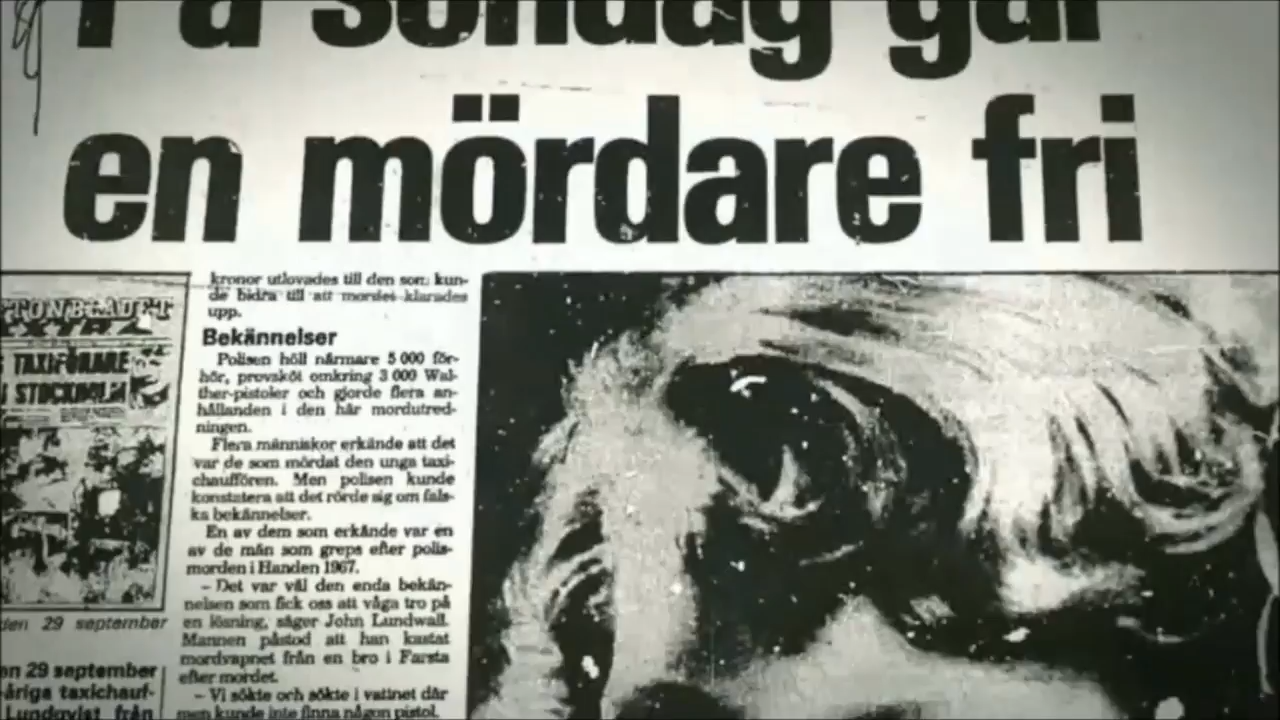 På söndag går
en mördare fri
kronor utlovades till den som kun-
de bidra till att mordet klarades
upp.
Bekännelser
Polisen höll närmare 5 000 för-
hör, provsköt omkring 3 000 Wal-
ther-pistoler och gjorde flera an-
hållanden i den här mordutred-
ningen.
Flera människor erkände att det
var de som mördat den unga taxi-
chauffören. Men polisen kunde
konstatera att det rörde sig om fals-
ka bekännelser.
En av dem som erkände var en
av de män som greps efter polis-
morden i Handen 1967.
– Det var väl den enda bekän-
nelsen som fick oss att våga tro på
en lösning, säger John Lundwall.
Mannen påstod att han kastat
mordvapnet från en bro i Farsta
efter mordet.
– Vi sökte och sökte i vattnet där
men kunde inte finna någon pistol.
TONBLADET
TAXIFÖRARE
I STOCKHOLM
den 29 september
en 29 september
åriga taxichauf-
Lundqvist från